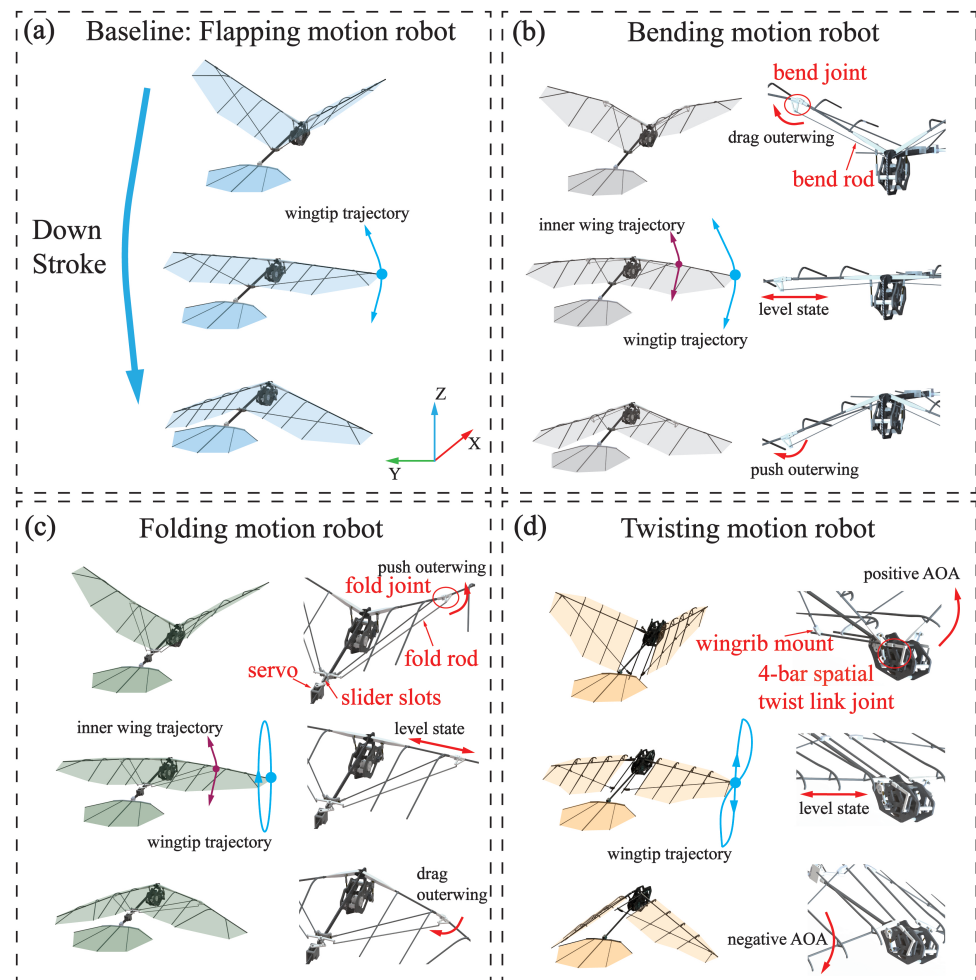 (a) Baseline: Flapping motion robot
Down
Stroke
wingtip trajectory
Z
X
Y
(b) Bending motion robot
bend joint
drag outerwing
bend rod
inner wing trajectory
level state
wingtip trajectory
push outerwing
(c) Folding motion robot
push outerwing
fold joint
fold rod
servo
slider slots
inner wing trajectory
level state
wingtip trajectory
drag
outerwing
(d) Twisting motion robot
positive AOA
wingrib mount
4-bar spatial
twist link joint
level state
wingtip trajectory
negative AOA